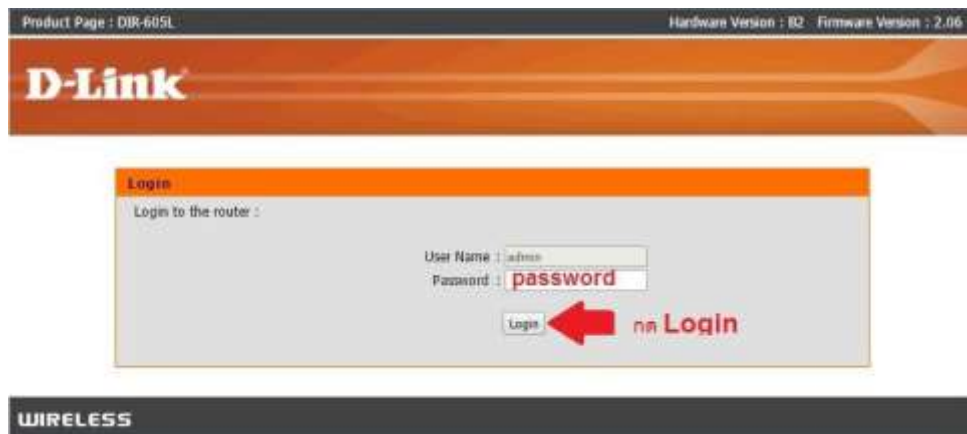 Product Page : DIR-605L Hardware Version : B2 Firmware Version : 2.06
D-Link
Login
Login to the router :
User Name : admin
Password : password
Login กด Login
WIRELESS